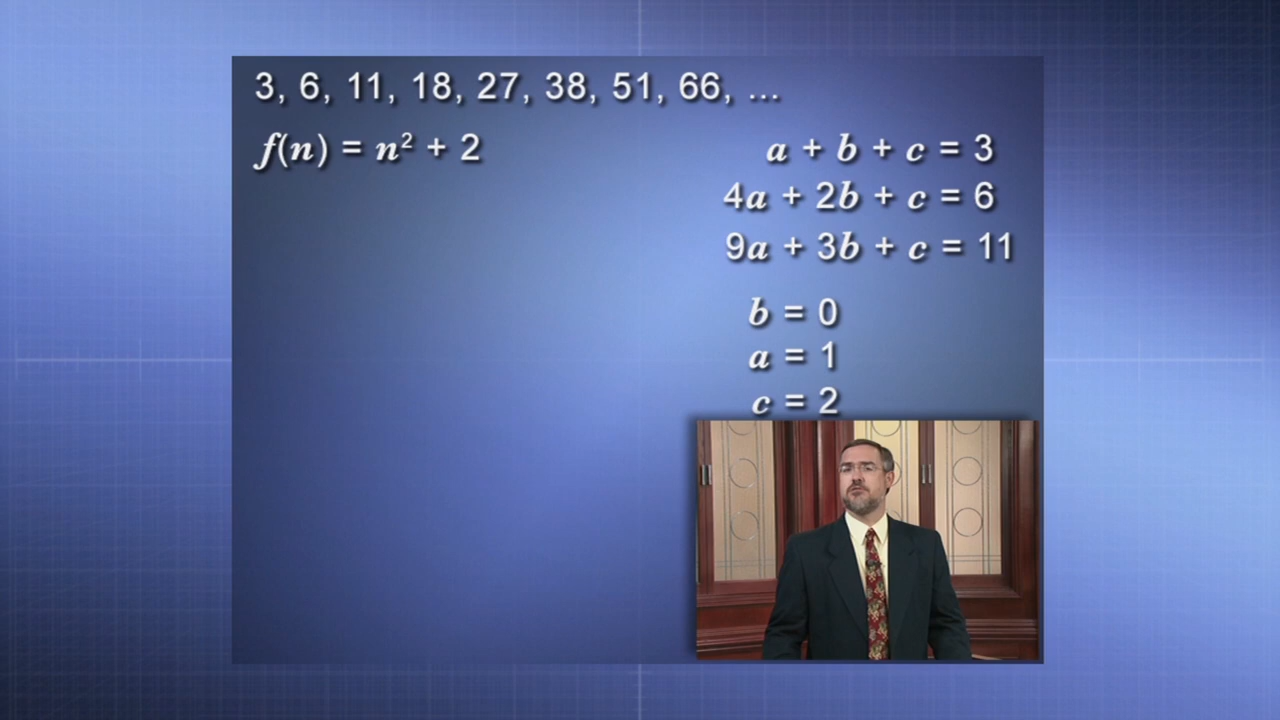 3, 6, 11, 18, 27, 38, 51, 66, ...
f(n) = n² + 2
a + b + c = 3
4a + 2b + c = 6
9a + 3b + c = 11
b = 0
a = 1
c = 2